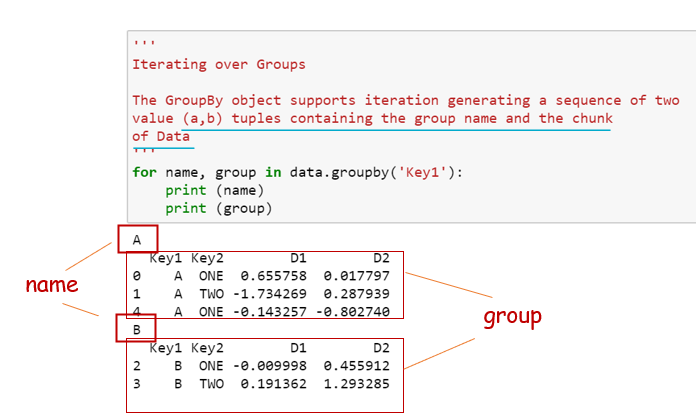 '''
Iterating over Groups
The GroupBy object supports iteration generating a sequence of two
value (a,b) tuples containing the group name and the chunk
of Data
'''
for name, group in data.groupby('Key1'):
    print (name)
    print (group)
A
  Key1 Key2        D1        D2
0    A  ONE  0.655758  0.017797
1    A  TWO -1.734269  0.287939
4    A  ONE -0.143257 -0.802740
B
  Key1 Key2        D1        D2
2    B  ONE -0.009998  0.455912
3    B  TWO  0.191362  1.293285
name
group